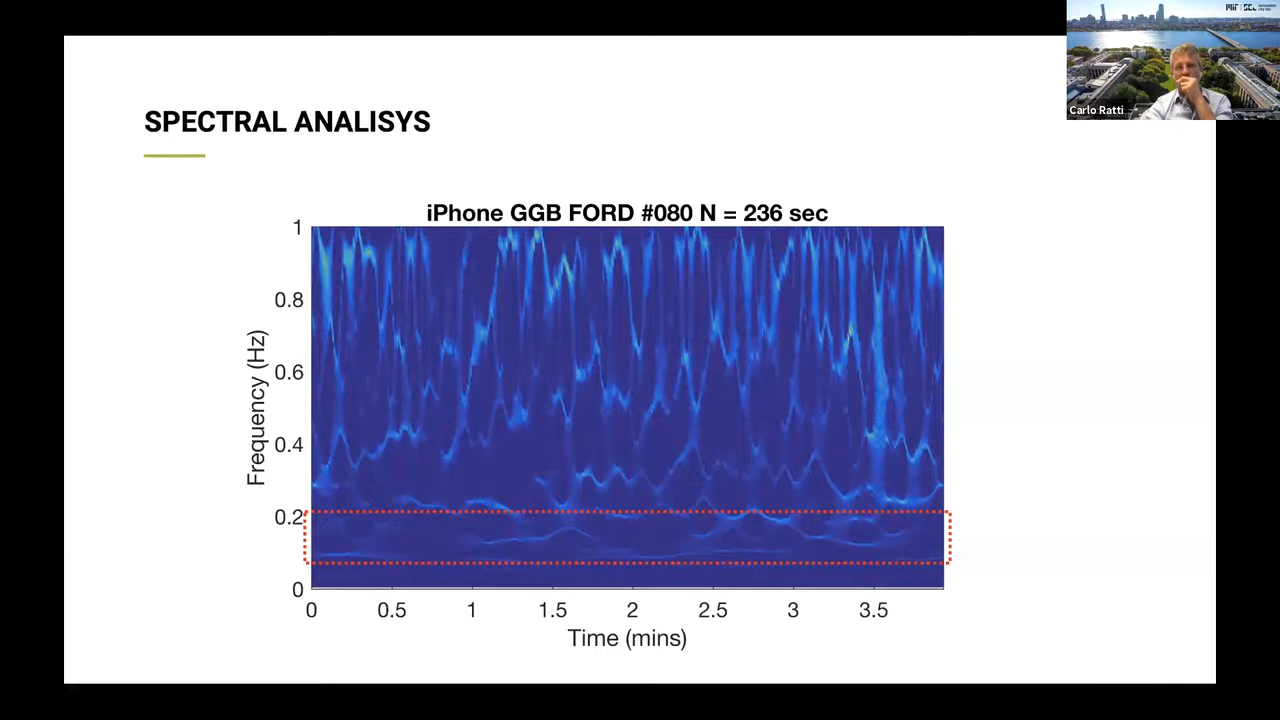 SPECTRAL ANALISYS
iPhone GGB FORD #080 N = 236 sec
1
0.8
0.6
0.4
0.2
0
Frequency (Hz)
0 0.5 1 1.5 2 2.5 3 3.5
Time (mins)
Carlo Ratti